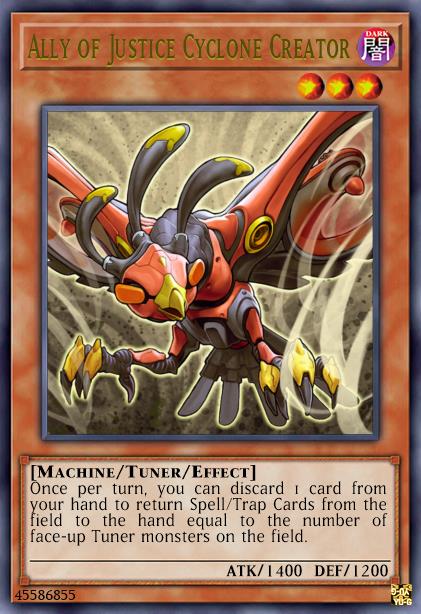 ALLY OF JUSTICE CYCLONE CREATOR
DARK
闇
[MACHINE/TUNER/EFFECT]
Once per turn, you can discard 1 card from
your hand to return Spell/Trap Cards from the
field to the hand equal to the number of
face-up Tuner monsters on the field.
ATK/1400 DEF/1200
45586855